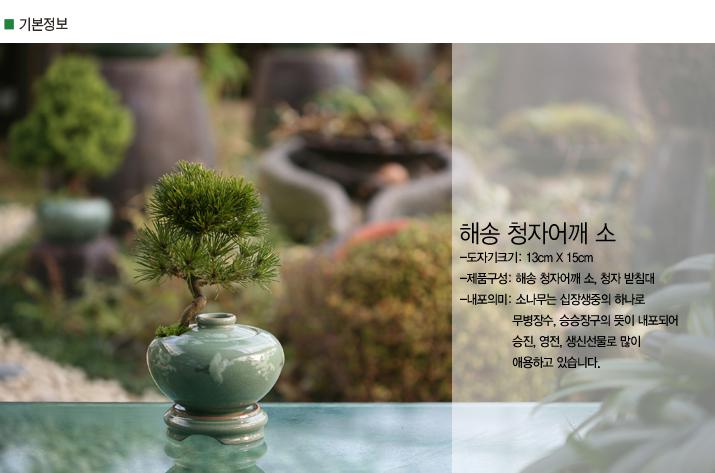 기본정보
해송 청자어깨 소
-도자기크기: 13cm X 15cm
-제품구성: 해송 청자어깨 소, 청자 받침대
-내포의미: 소나무는 십장생중의 하나로
무병장수, 승승장구의 뜻이 내포되어
승진, 영전, 생신선물로 많이
애용하고 있습니다.